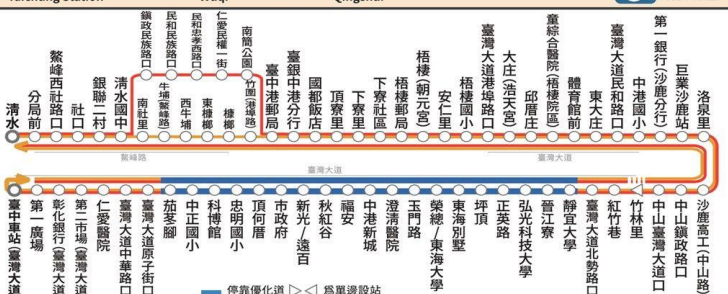 Taichung Station
Wuqi
Qingshui
鎮政民族路口
民和民族路口
民和忠孝西路口
仁愛民權一街
南簡公園
清水
分局前
鰲峰西社路口
社口
銀聯二村
清水國中
南社里
牛埔(鰲峰路)
西牛埔
東槺榔
槺榔
竹圍(港埠路)
臺中港郵局
臺銀中港分行
國都飯店
頂寮里
下寮里
下寮社區
梧棲郵局
梧棲(朝元宮)
安仁里
梧棲國小
臺灣大道港埠路口
大庄(浩天宮)
邱厝庄
童綜合醫院(梧棲院區)
體育館前
東大庄
臺灣大道民和路口
中港國小
第一銀行(沙鹿分行)
巨業沙鹿站
洛泉里
鰲峰路
臺灣大道
臺灣大道
臺中車站(臺灣大道
第一廣場
彰化銀行(臺灣大道
第二市場(臺灣大道
仁愛醫院
臺灣大道中華路口
臺灣大道原子街口
茄苳腳
中正國小
科博館
忠明國小
頂何厝
市政府
新光/遠百
秋紅谷
福安
中港新城
澄清醫院
玉門路
榮總/東海大學
東海別墅
坪頂
正英路
弘光科技大學
晉江寮
靜宜大學
臺灣大道北勢路口
紅竹巷
竹林里
中山臺灣大道口
中山鎮政路口
沙鹿高工(中山路)
停靠優化道
為單邊設站